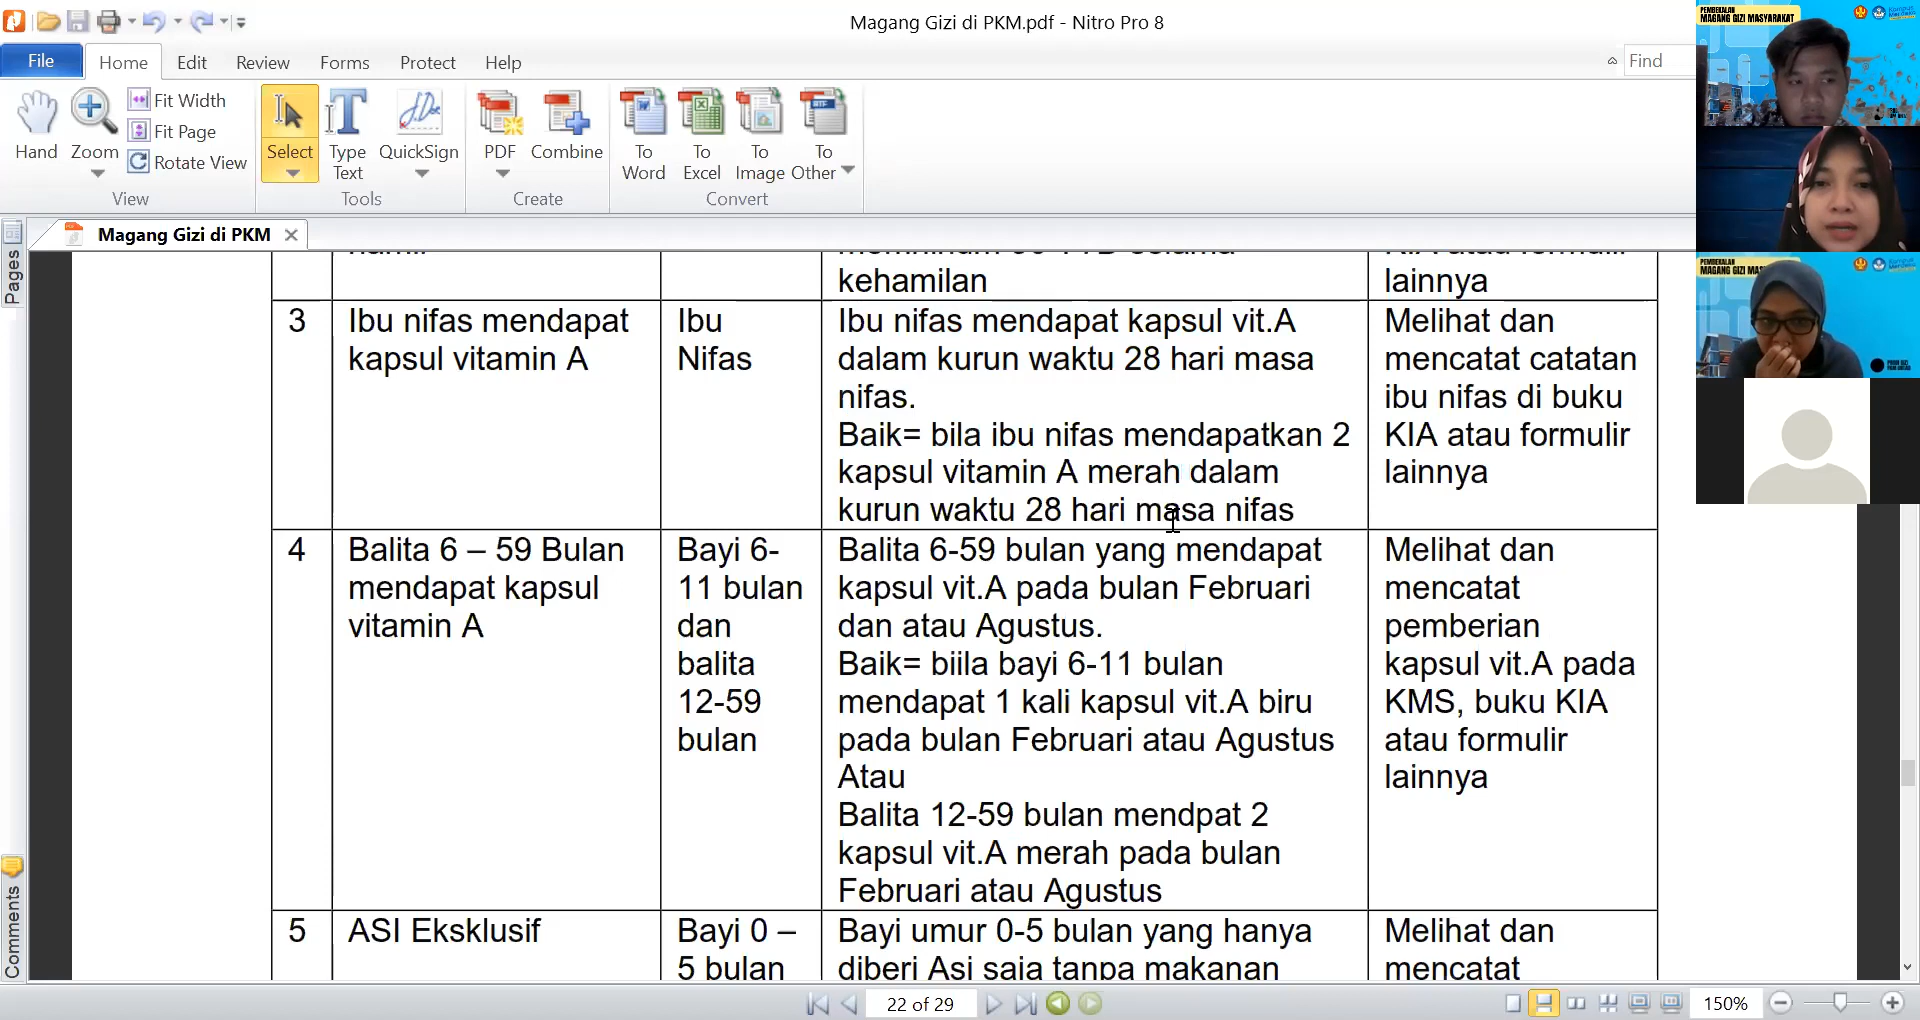 Magang Gizi di PKM.pdf - Nitro Pro 8
File Home Edit Review Forms Protect Help
Find
Hand
Zoom
Fit Width
Fit Page
Rotate View
View
Select
Type
Text
QuickSign
Tools
PDF
Combine
Create
To
Word
To
Excel
To
Image
To
Other
Convert
Magang Gizi di PKM
Pages
Comments
kehamilan
lainnya
3
Ibu nifas mendapat
kapsul vitamin A
Ibu
Nifas
Ibu nifas mendapat kapsul vit.A
dalam kurun waktu 28 hari masa
nifas.
Baik= bila ibu nifas mendapatkan 2
kapsul vitamin A merah dalam
kurun waktu 28 hari masa nifas
Melihat dan
mencatat catatan
ibu nifas di buku
KIA atau formulir
lainnya
4
Balita 6 – 59 Bulan
mendapat kapsul
vitamin A
Bayi 6-
11 bulan
dan
balita
12-59
bulan
Balita 6-59 bulan yang mendapat
kapsul vit.A pada bulan Februari
dan atau Agustus.
Baik= biila bayi 6-11 bulan
mendapat 1 kali kapsul vit.A biru
pada bulan Februari atau Agustus
Atau
Balita 12-59 bulan mendpat 2
kapsul vit.A merah pada bulan
Februari atau Agustus
Melihat dan
mencatat
pemberian
kapsul vit.A pada
KMS, buku KIA
atau formulir
lainnya
5
ASI Eksklusif
Bayi 0 –
5 bulan
Bayi umur 0-5 bulan yang hanya
diberi Asi saja tanpa makanan
Melihat dan
mencatat
22 of 29
150%
PEMBEKALAN
MAGANG GIZI MASYARAKAT
PEMBEKALAN